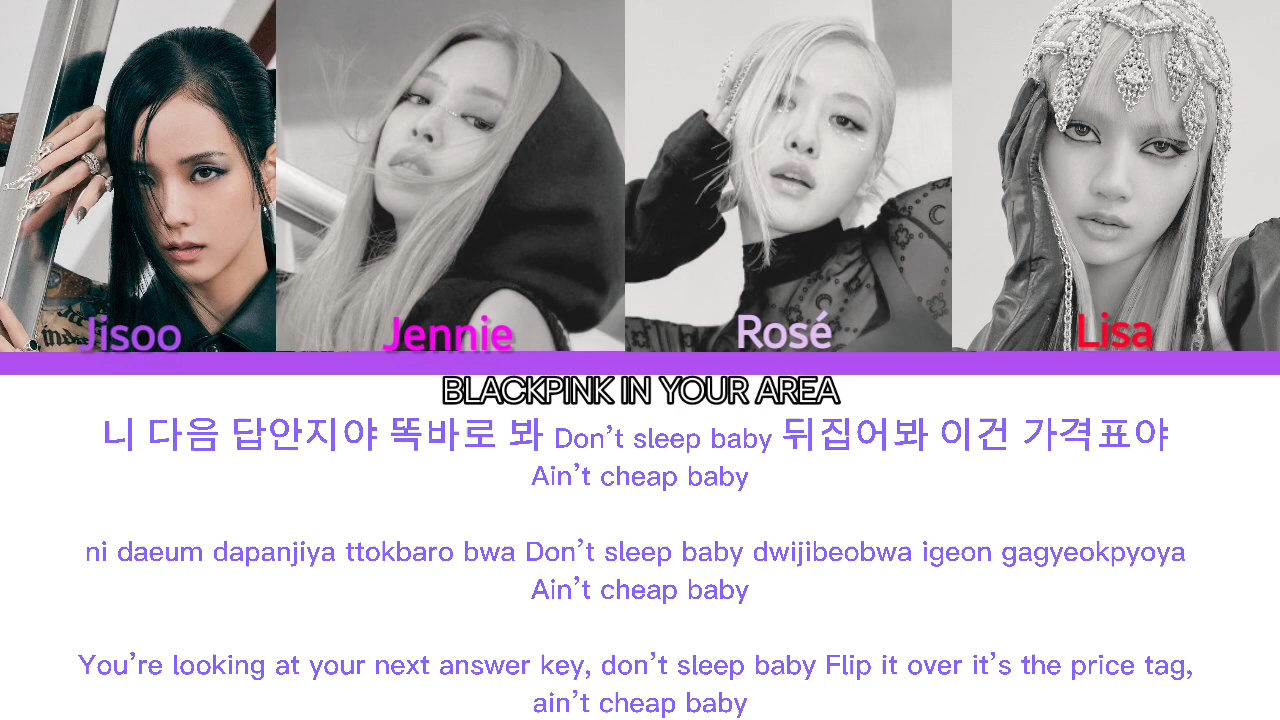 Jisoo Jennie Rosé Lisa
BLACKPINK IN YOUR AREA
니 다음 답안지야 똑바로 봐 Don't sleep baby 뒤집어봐 이건 가격표야
Ain't cheap baby
ni daeum dapanjiya ttokbaro bwa Don't sleep baby dwijibeobwa igeon gagyeokpyoya
Ain't cheap baby
You're looking at your next answer key, don't sleep baby Flip it over it's the price tag,
ain't cheap baby